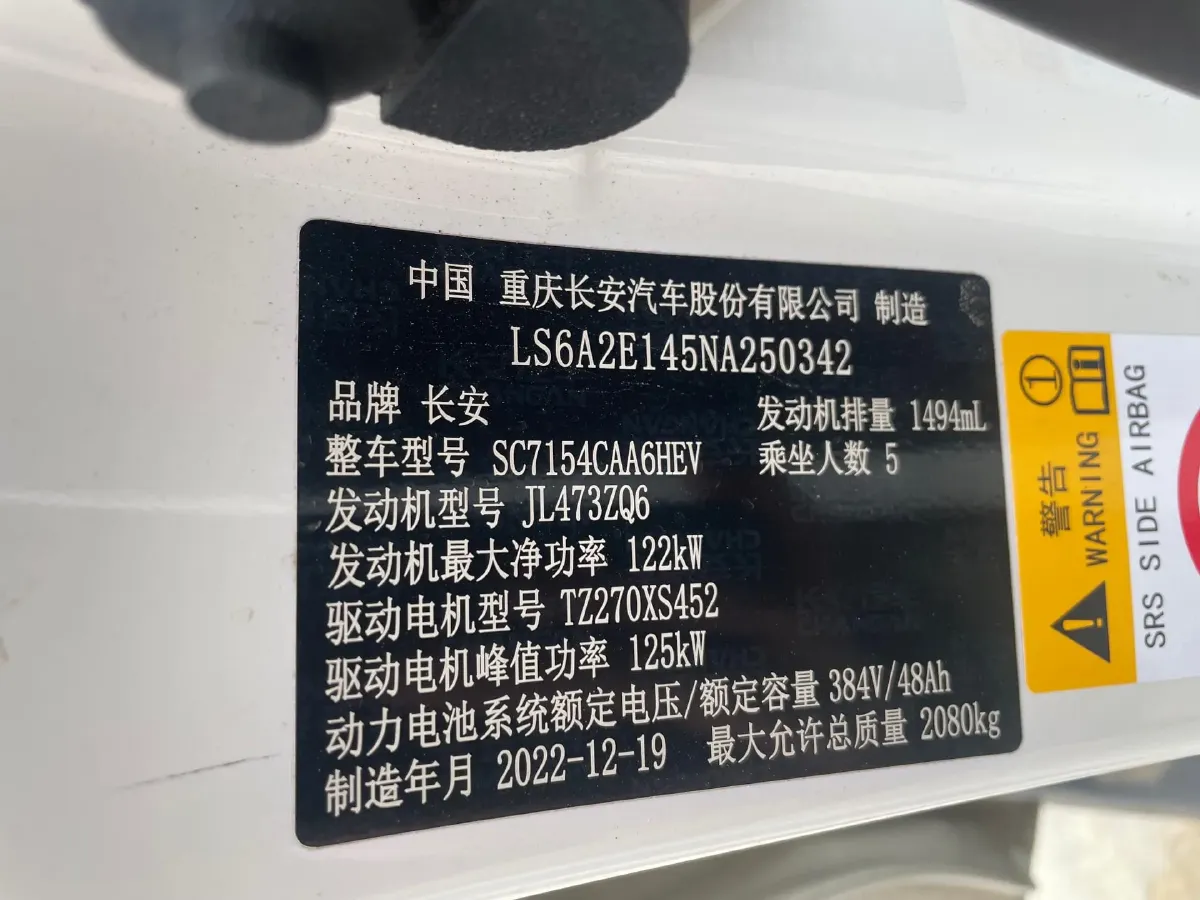 中国 重庆长安汽车股份有限公司 制造
LS6A2E145NA250342
品牌 长安 发动机排量 1494mL
整车型号 SC7154CAA6HEV 乘坐人数 5
发动机型号 JL473ZQ6
发动机最大净功率 122kW
驱动电机型号 TZ270XS452
驱动电机峰值功率 125kW
动力电池系统额定电压/额定容量 384V/48Ah
制造年月 2022-12-19 最大允许总质量 2080kg
警告
WARNING
SRS SIDE AIRBAG